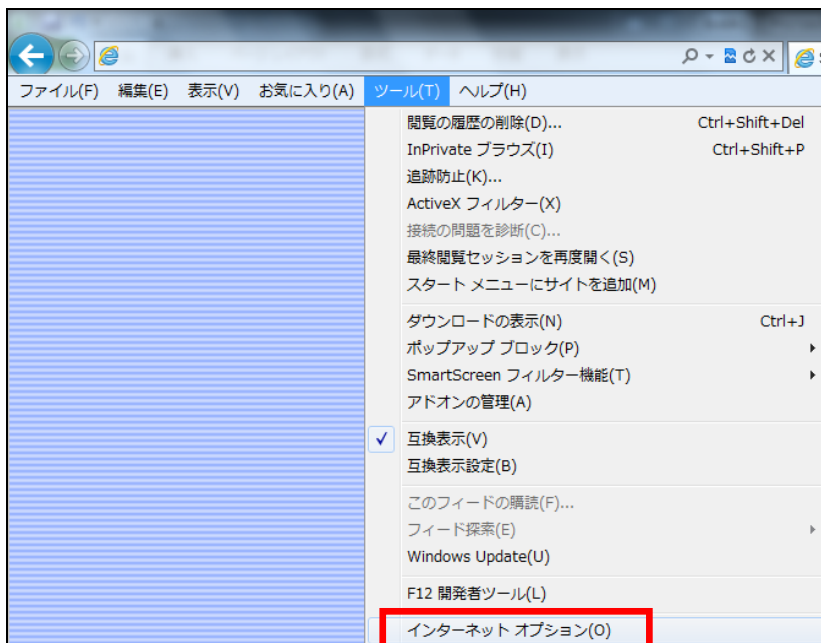 ファイル(F) 編集(E) 表示(V) お気に入り(A) ツール(T) ヘルプ(H)
閲覧の履歴の削除(D)... Ctrl+Shift+Del
InPrivate ブラウズ(I) Ctrl+Shift+P
追跡防止(K)...
ActiveX フィルター(X)
接続の問題を診断(C)...
最終閲覧セッションを再度開く(S)
スタート メニューにサイトを追加(M)
ダウンロードの表示(N) Ctrl+J
ポップアップ ブロック(P)
SmartScreen フィルター機能(T)
アドオンの管理(A)
互換表示(V)
互換表示設定(B)
このフィードの購読(F)...
フィード探索(E)
Windows Update(U)
F12 開発者ツール(L)
インターネット オプション(O)